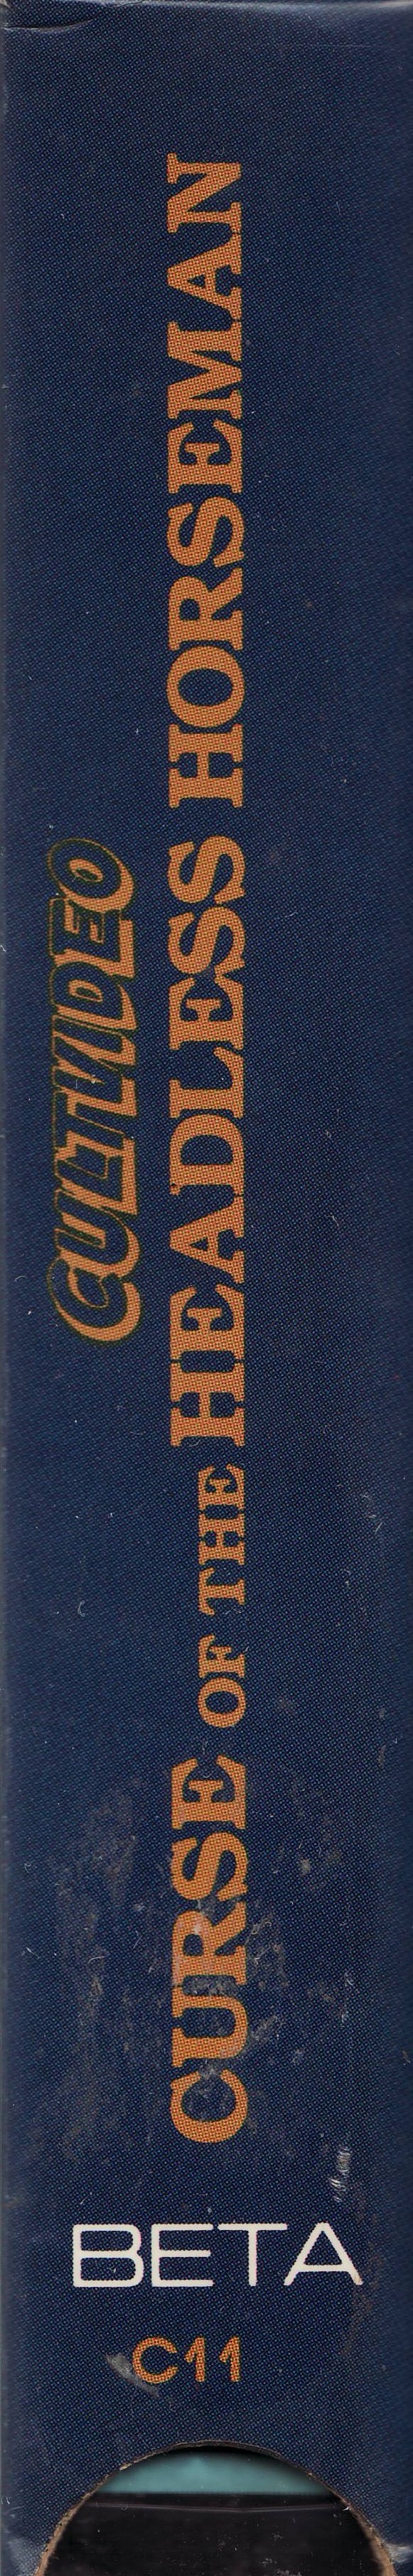 CULTVIDEO
CURSE OF THE HEADLESS HORSEMAN
BETA
C11